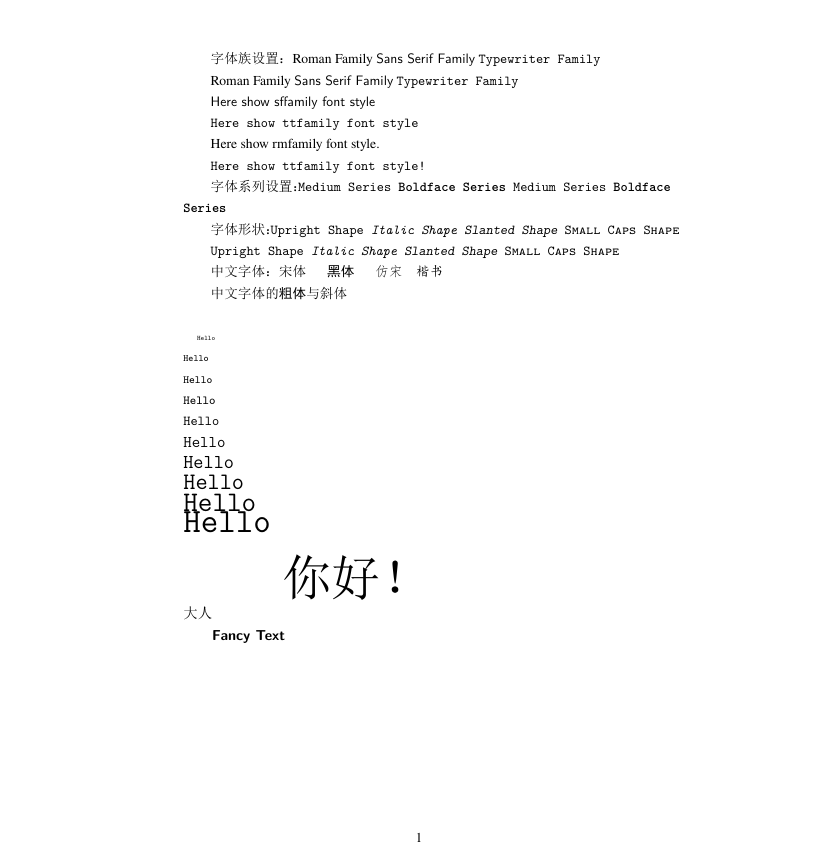 字体族设置：Roman Family Sans Serif Family Typewriter Family
Roman Family Sans Serif Family Typewriter Family
Here show sffamily font style
Here show ttfamily font style
Here show rmfamily font style.
Here show ttfamily font style!
字体系列设置:Medium Series Boldface Series Medium Series Boldface
Series
字体形状:Upright Shape Italic Shape Slanted Shape Small Caps Shape
Upright Shape Italic Shape Slanted Shape Small Caps Shape
中文字体：宋体 黑体 仿宋 楷书
中文字体的粗体与斜体
Hello
Hello
Hello
Hello
Hello
Hello
Hello
Hello
Hello
Hello
你好！
大人
Fancy Text
1